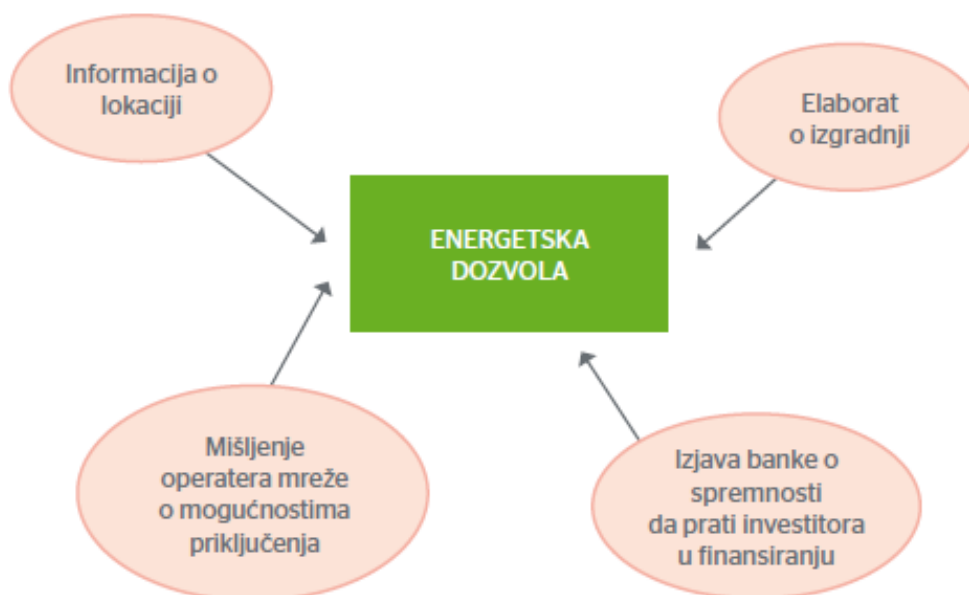 Informacija o
lokaciji
Elaborat
o izgradnji
ENERGETSKA
DOZVOLA
Mišljenje
operatera mreže
o mogućnostima
priključenja
Izjava banke o
spremnosti
da prati investitora
u finansiranju